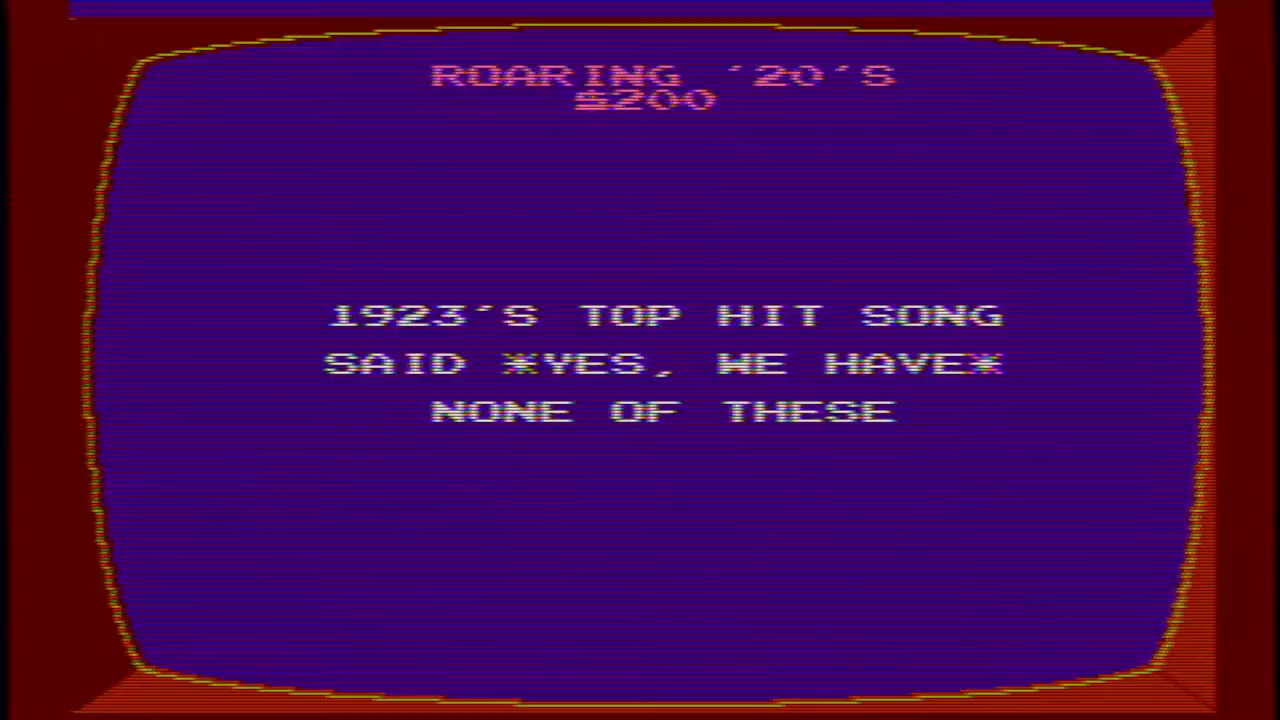 ROARING '20'S
$200
1923'S TOP HIT SONG
SAID *YES, WE HAVE*
NONE OF THESE